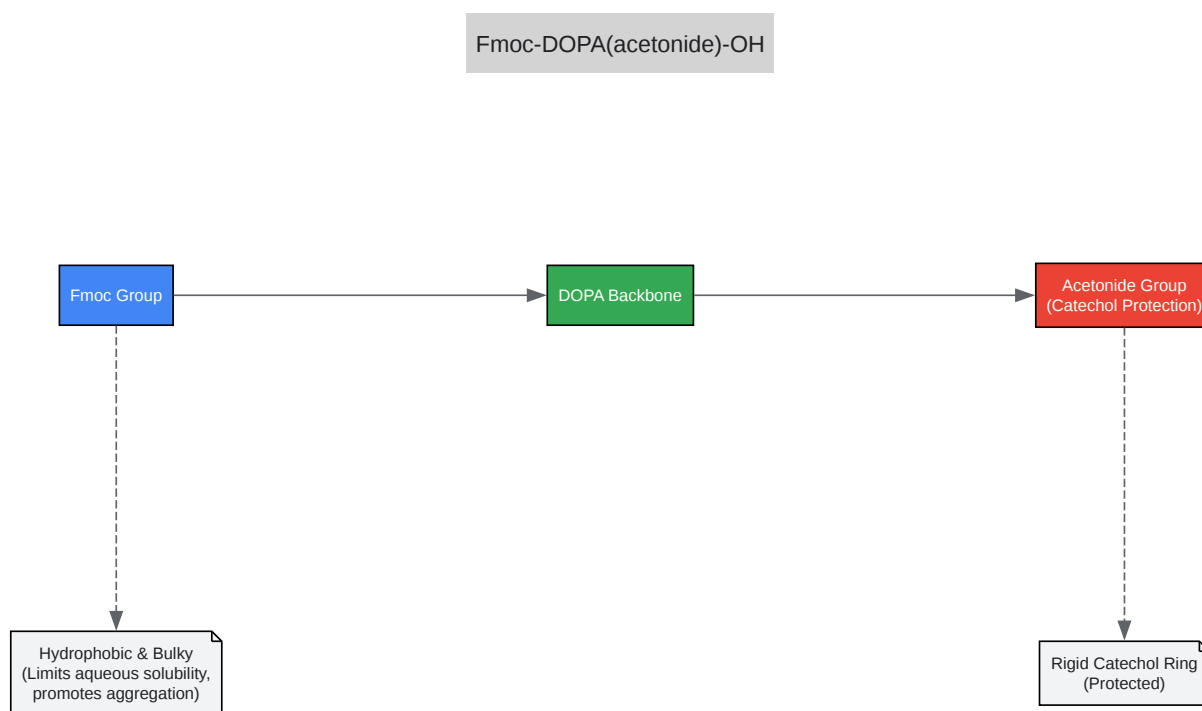 Fmoc-DOPA(acetonide)-OH
Fmoc Group
DOPA Backbone
Acetonide Group
(Catechol Protection)
Hydrophobic & Bulky
(Limits aqueous solubility,
promotes aggregation)
Rigid Catechol Ring
(Protected)